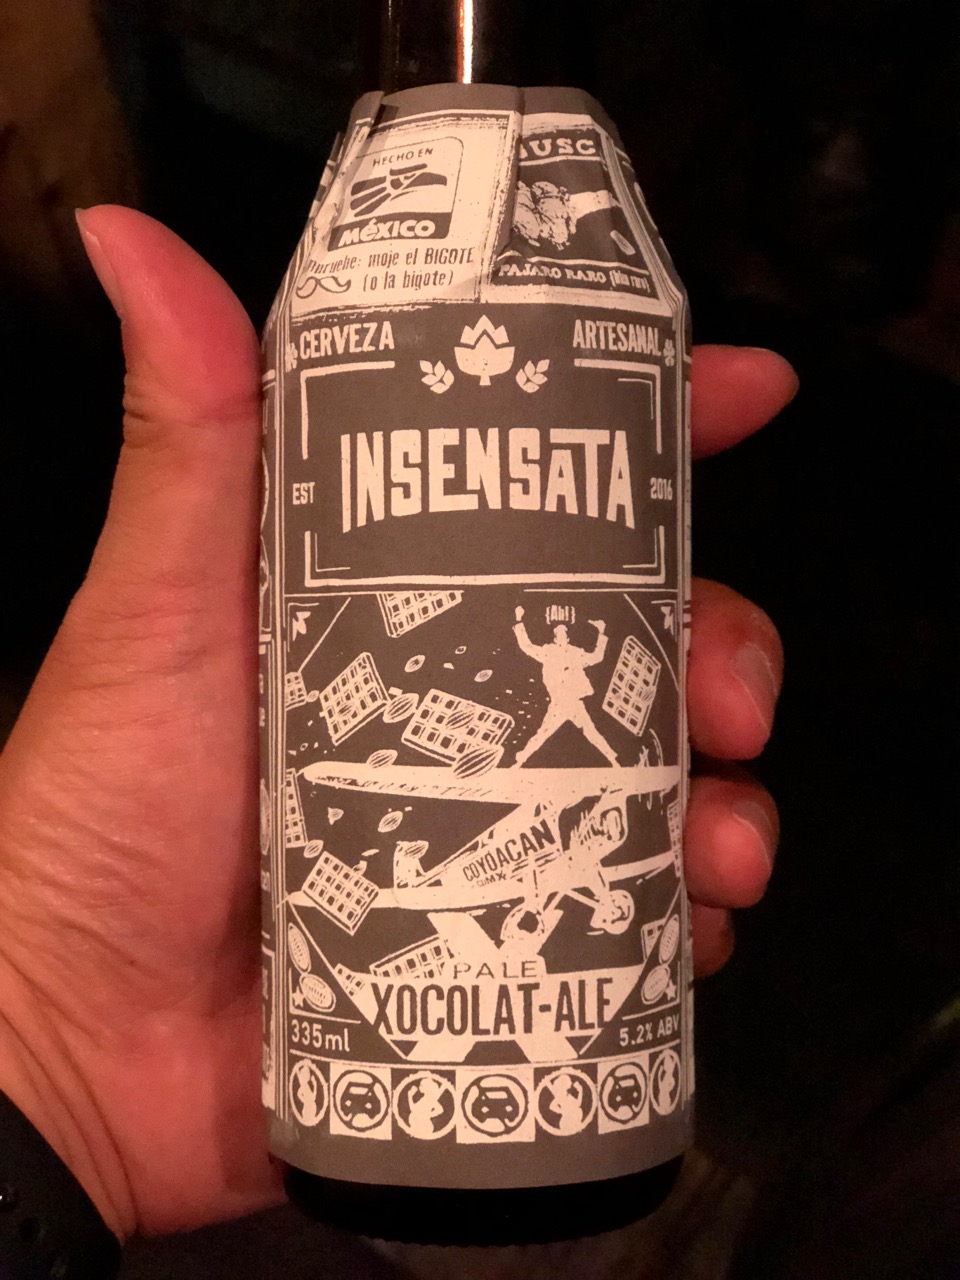 HECHO EN
MéXICO
moje el BIGOTE
(o la bigote)
PAJARO RARO
CERVEZA
ARTESANAL
INSENSATA
EST
2016
{Ah!}
COYOACAN
CDMX
PALE
XOCOLAT-ALE
335ml
5.2% ABV